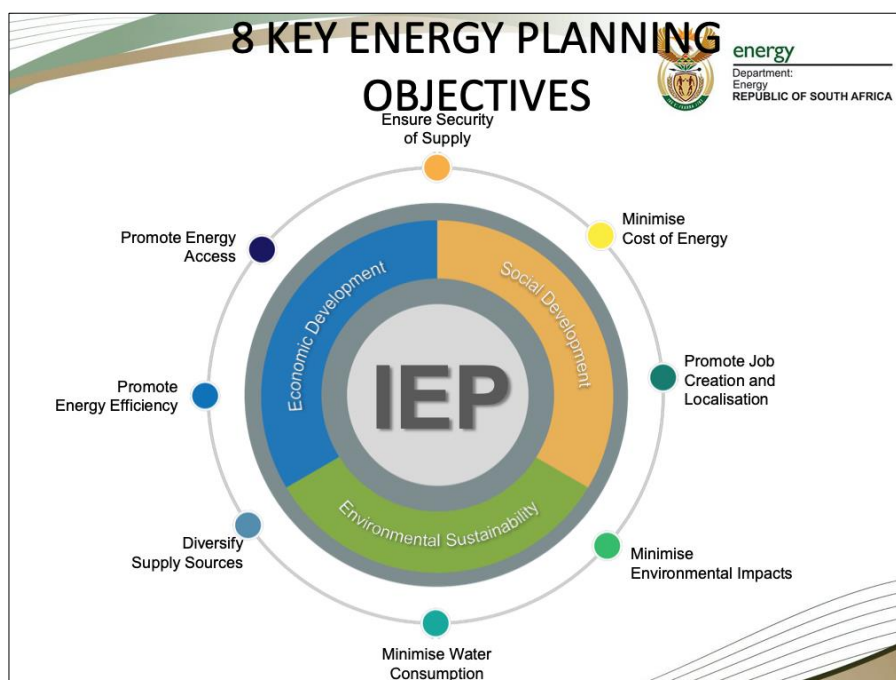 8 KEY ENERGY PLANNING
OBJECTIVES
energy
Department:
Energy
REPUBLIC OF SOUTH AFRICA
Ensure Security
of Supply
Minimise
Cost of Energy
Promote Job
Creation and
Localisation
Minimise
Environmental Impacts
Minimise Water
Consumption
Diversify
Supply Sources
Promote
Energy Efficiency
Promote Energy
Access
Economic Development
Social Development
Environmental Sustainability
IEP